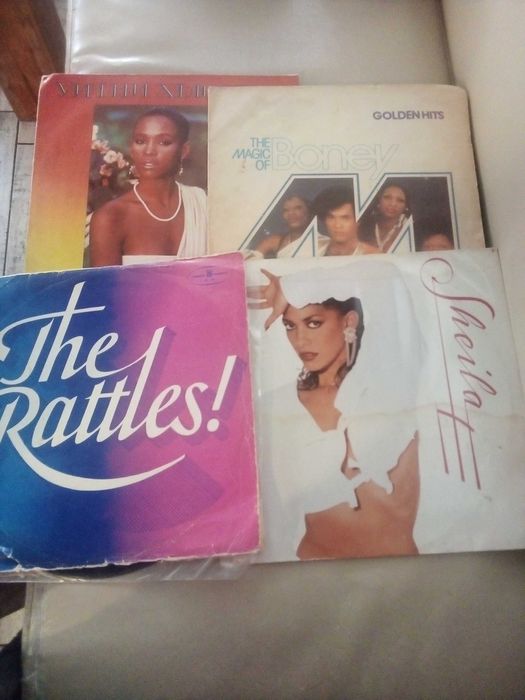 GOLDEN HITS
THE
MAGIC
OF
Boney
M
The
Rattles!
Sheila E